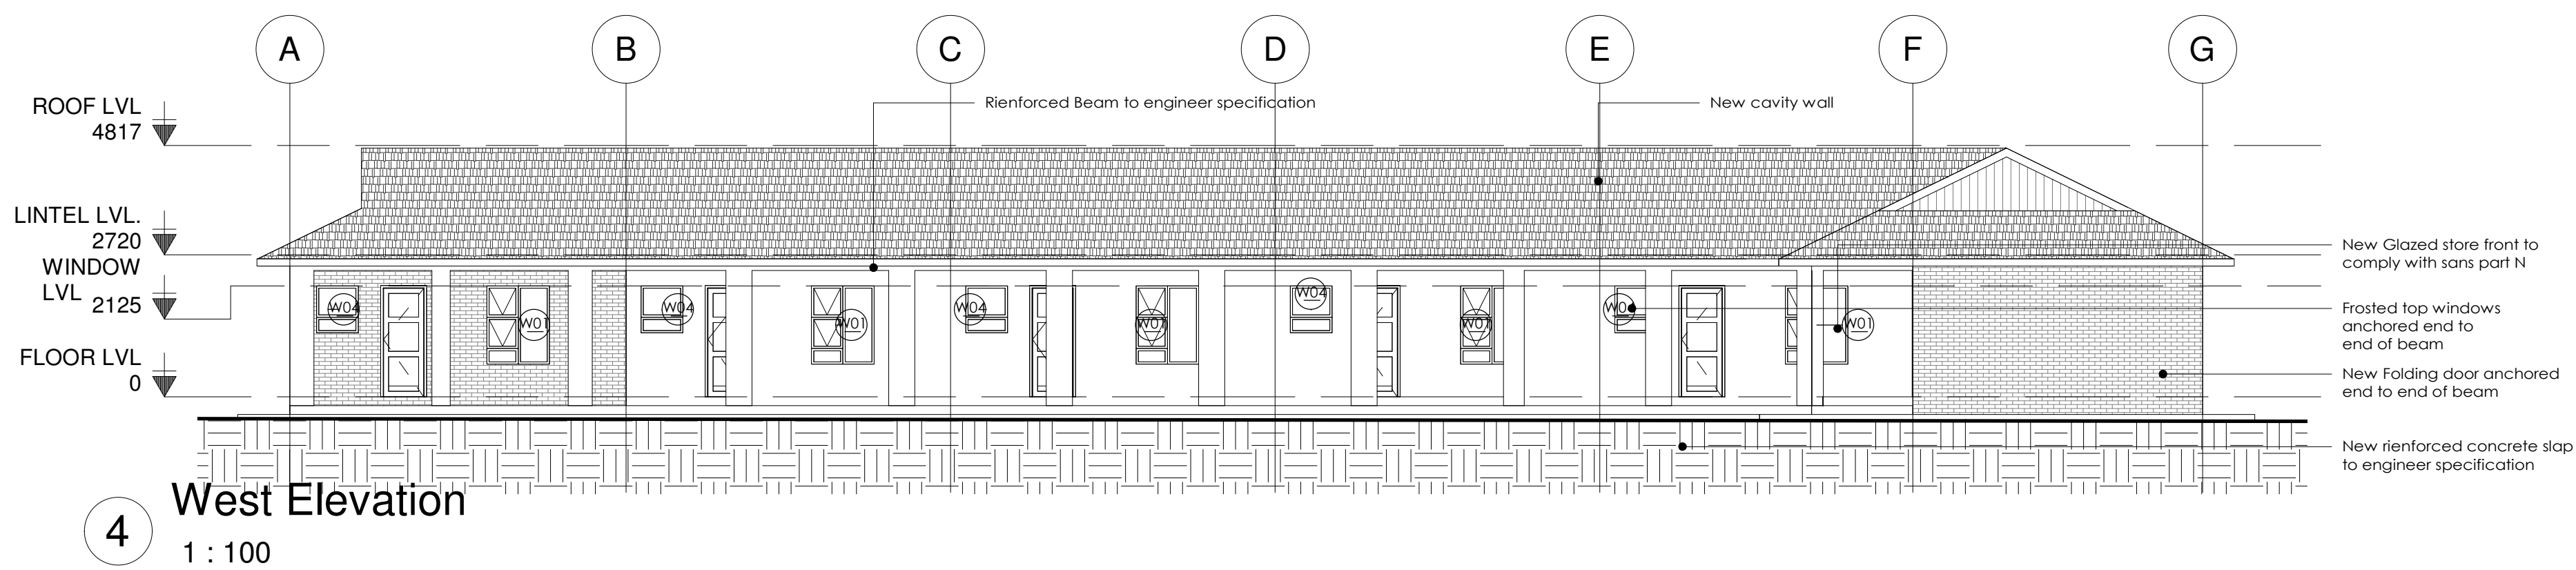 A B C D E F G
ROOF LVL
4817
Rienforced Beam to engineer specification
New cavity wall
LINTEL LVL.
2720
WINDOW
LVL 2125
FLOOR LVL
0
W04 W01 W04 W01 W04 W01 W04 W01 W04 W01
New Glazed store front to
comply with sans part N
Frosted top windows
anchored end to
end of beam
New Folding door anchored
end to end of beam
New rienforced concrete slap
to engineer specification
4 West Elevation
1 : 100